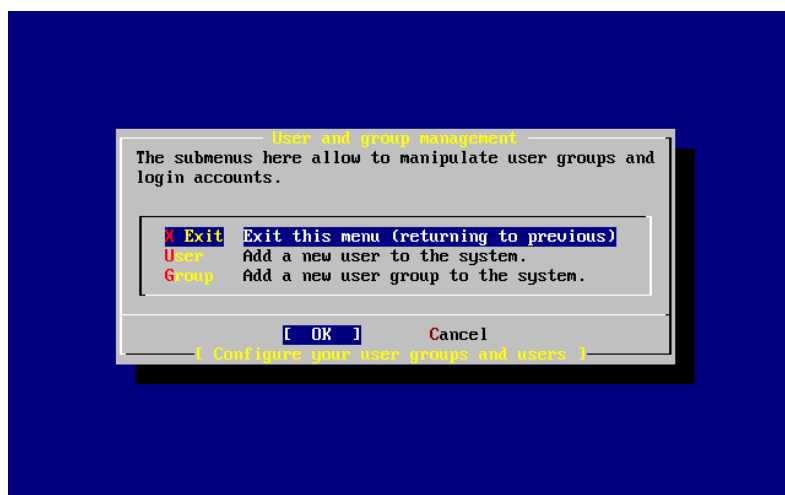 User and group management
The submenus here allow to manipulate user groups and
login accounts.
X Exit Exit this menu (returning to previous)
User Add a new user to the system.
Group Add a new user group to the system.
[ OK ] Cancel
[ Configure your user groups and users ]